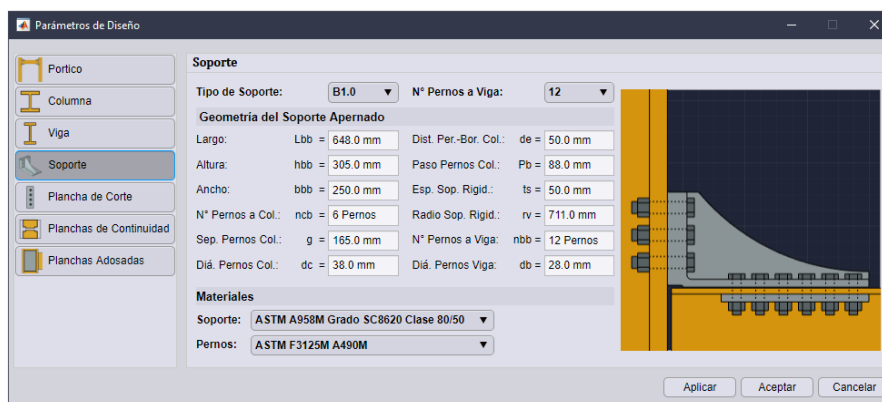 Parámetros de Diseño
Portico
Columna
Viga
Soporte
Plancha de Corte
Planchas de Continuidad
Planchas Adosadas
Soporte
Tipo de Soporte: B1.0 N° Pernos a Viga: 12
Geometría del Soporte Apernado
Largo: Lbb = 648.0 mm Dist. Per.-Bor. Col.: de = 50.0 mm
Altura: hbb = 305.0 mm Paso Pernos Col.: Pb = 88.0 mm
Ancho: bbb = 250.0 mm Esp. Sop. Rigid.: ts = 50.0 mm
N° Pernos a Col.: ncb = 6 Pernos Radio Sop. Rigid.: rv = 711.0 mm
Sep. Pernos Col.: g = 165.0 mm N° Pernos a Viga: nbb = 12 Pernos
Diá. Pernos Col.: dc = 38.0 mm Diá. Pernos Viga: db = 28.0 mm
Materiales
Soporte: ASTM A958M Grado SC8620 Clase 80/50
Pernos: ASTM F3125M A490M
Aplicar Aceptar Cancelar